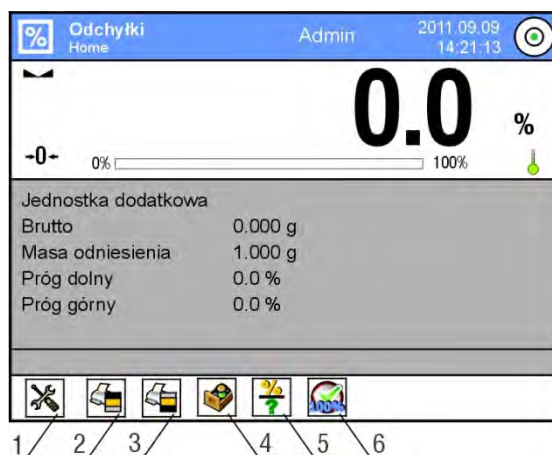 % Odchyłki Admin 2011.09.09
Home 14:21:13
0.0 %
→0← 0% 100%
Jednostka dodatkowa
Brutto 0.000 g
Masa odniesienia 1.000 g
Próg dolny 0.0 %
Próg górny 0.0 %
% ? 100%
1 2 3 4 5 6